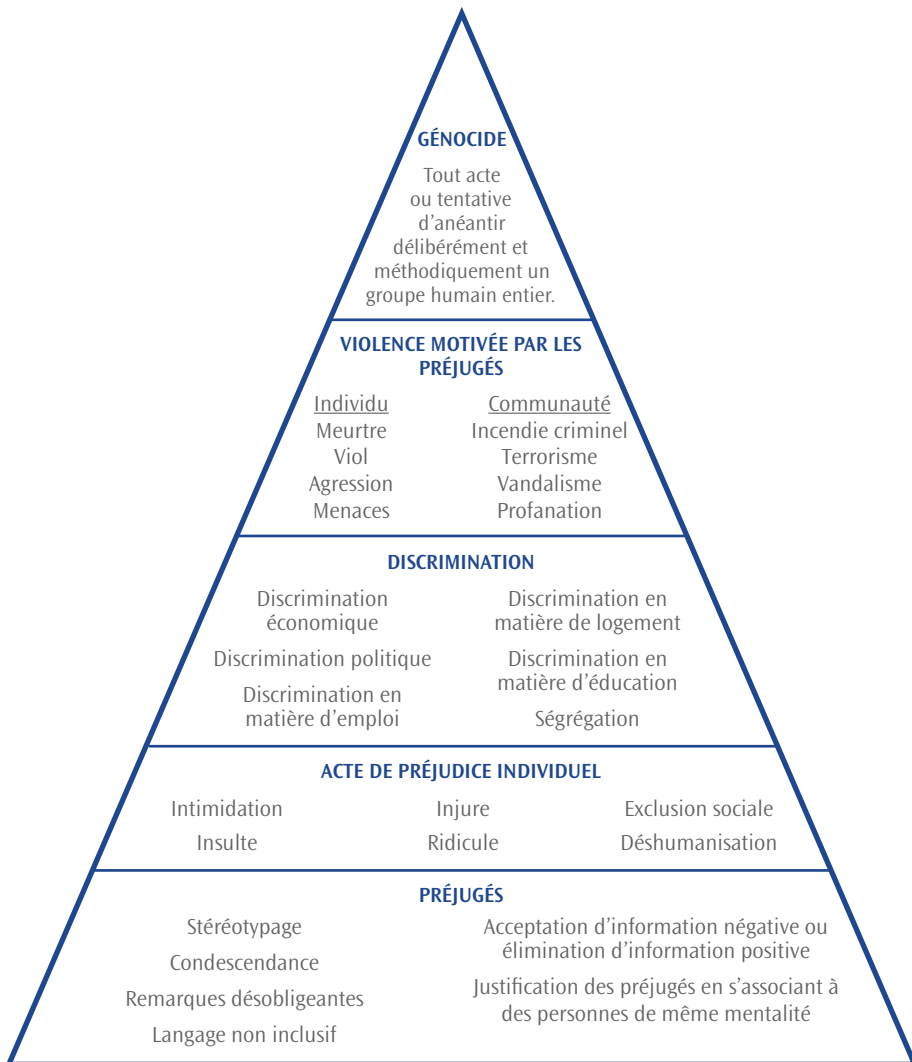 GÉNOCIDE
Tout acte
ou tentative
d'anéantir
délibérément et
méthodiquement un
groupe humain entier.
VIOLENCE MOTIVÉE PAR LES
PRÉJUGÉS
Individu
Meurtre
Viol
Agression
Menaces
Communauté
Incendie criminel
Terrorisme
Vandalisme
Profanation
DISCRIMINATION
Discrimination
économique
Discrimination politique
Discrimination en
matière d'emploi
Discrimination en
matière de logement
Discrimination en
matière d'éducation
Ségrégation
ACTE DE PRÉJUDICE INDIVIDUEL
Intimidation
Insulte
Injure
Ridicule
Exclusion sociale
Déshumanisation
PRÉJUGÉS
Stéréotypage
Condescendance
Remarques désobligeantes
Langage non inclusif
Acceptation d'information négative ou
élimination d'information positive
Justification des préjugés en s'associant à
des personnes de même mentalité